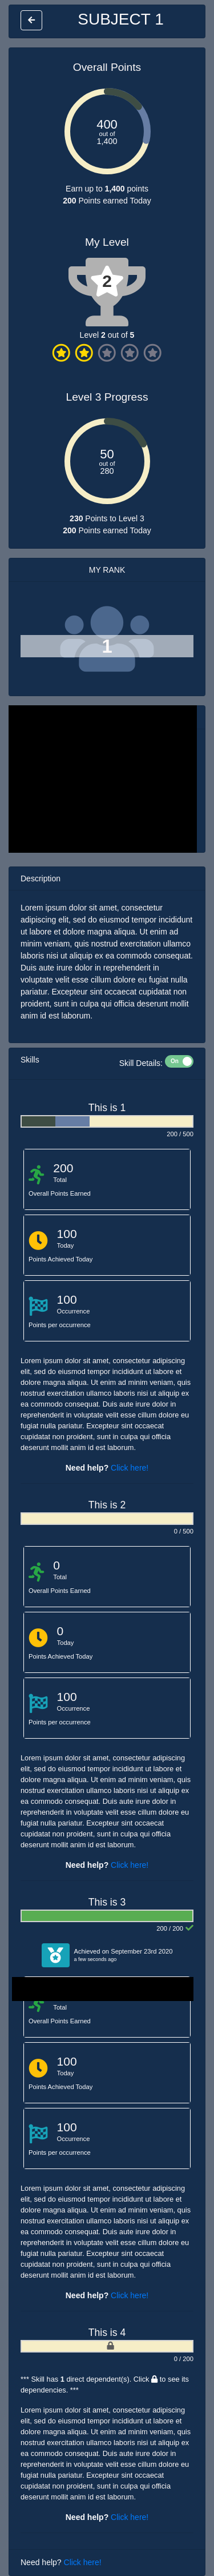 SUBJECT 1
Overall Points
400
out of
1,400
Earn up to 1,400 points
200 Points earned Today
My Level
2
Level 2 out of 5
Level 3 Progress
50
out of
280
230 Points to Level 3
200 Points earned Today
MY RANK
1
Description
Lorem ipsum dolor sit amet, consectetur
adipiscing elit, sed do eiusmod tempor incididunt
ut labore et dolore magna aliqua. Ut enim ad
minim veniam, quis nostrud exercitation ullamco
laboris nisi ut aliquip ex ea commodo consequat.
Duis aute irure dolor in reprehenderit in
voluptate velit esse cillum dolore eu fugiat nulla
pariatur. Excepteur sint occaecat cupidatat non
proident, sunt in culpa qui officia deserunt mollit
anim id est laborum.
Skills
Skill Details: On
This is 1
200 / 500
200
Total
Overall Points Earned
100
Today
Points Achieved Today
100
Occurrence
Points per occurrence
Lorem ipsum dolor sit amet, consectetur adipiscing
elit, sed do eiusmod tempor incididunt ut labore et
dolore magna aliqua. Ut enim ad minim veniam, quis
nostrud exercitation ullamco laboris nisi ut aliquip ex
ea commodo consequat. Duis aute irure dolor in
reprehenderit in voluptate velit esse cillum dolore eu
fugiat nulla pariatur. Excepteur sint occaecat
cupidatat non proident, sunt in culpa qui officia
deserunt mollit anim id est laborum.
Need help? Click here!
This is 2
0 / 500
0
Total
Overall Points Earned
0
Today
Points Achieved Today
100
Occurrence
Points per occurrence
Lorem ipsum dolor sit amet, consectetur adipiscing
elit, sed do eiusmod tempor incididunt ut labore et
dolore magna aliqua. Ut enim ad minim veniam, quis
nostrud exercitation ullamco laboris nisi ut aliquip ex
ea commodo consequat. Duis aute irure dolor in
reprehenderit in voluptate velit esse cillum dolore eu
fugiat nulla pariatur. Excepteur sint occaecat
cupidatat non proident, sunt in culpa qui officia
deserunt mollit anim id est laborum.
Need help? Click here!
This is 3
200 / 200
Achieved on September 23rd 2020
a few seconds ago
Total
Overall Points Earned
100
Today
Points Achieved Today
100
Occurrence
Points per occurrence
Lorem ipsum dolor sit amet, consectetur adipiscing
elit, sed do eiusmod tempor incididunt ut labore et
dolore magna aliqua. Ut enim ad minim veniam, quis
nostrud exercitation ullamco laboris nisi ut aliquip ex
ea commodo consequat. Duis aute irure dolor in
reprehenderit in voluptate velit esse cillum dolore eu
fugiat nulla pariatur. Excepteur sint occaecat
cupidatat non proident, sunt in culpa qui officia
deserunt mollit anim id est laborum.
Need help? Click here!
This is 4
0 / 200
*** Skill has 1 direct dependent(s). Click to see its
dependencies. ***
Lorem ipsum dolor sit amet, consectetur adipiscing
elit, sed do eiusmod tempor incididunt ut labore et
dolore magna aliqua. Ut enim ad minim veniam, quis
nostrud exercitation ullamco laboris nisi ut aliquip ex
ea commodo consequat. Duis aute irure dolor in
reprehenderit in voluptate velit esse cillum dolore eu
fugiat nulla pariatur. Excepteur sint occaecat
cupidatat non proident, sunt in culpa qui officia
deserunt mollit anim id est laborum.
Need help? Click here!
Need help? Click here!